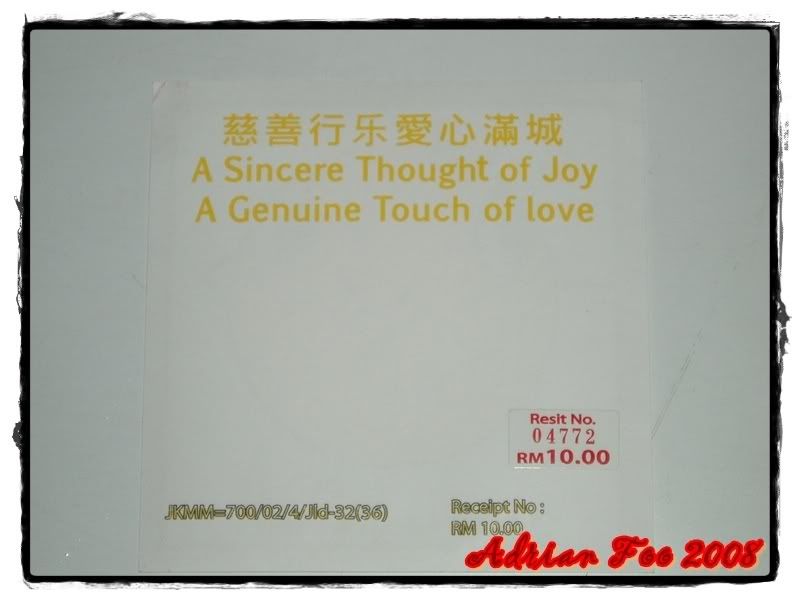 慈善行乐愛心滿城
A Sincere Thought of Joy
A Genuine Touch of love
Resit No.
04772
RM10.00
JKMM=700/02/4/Jld-32(36)
Receipt No :
RM 10.00
Adrian Foo 2008